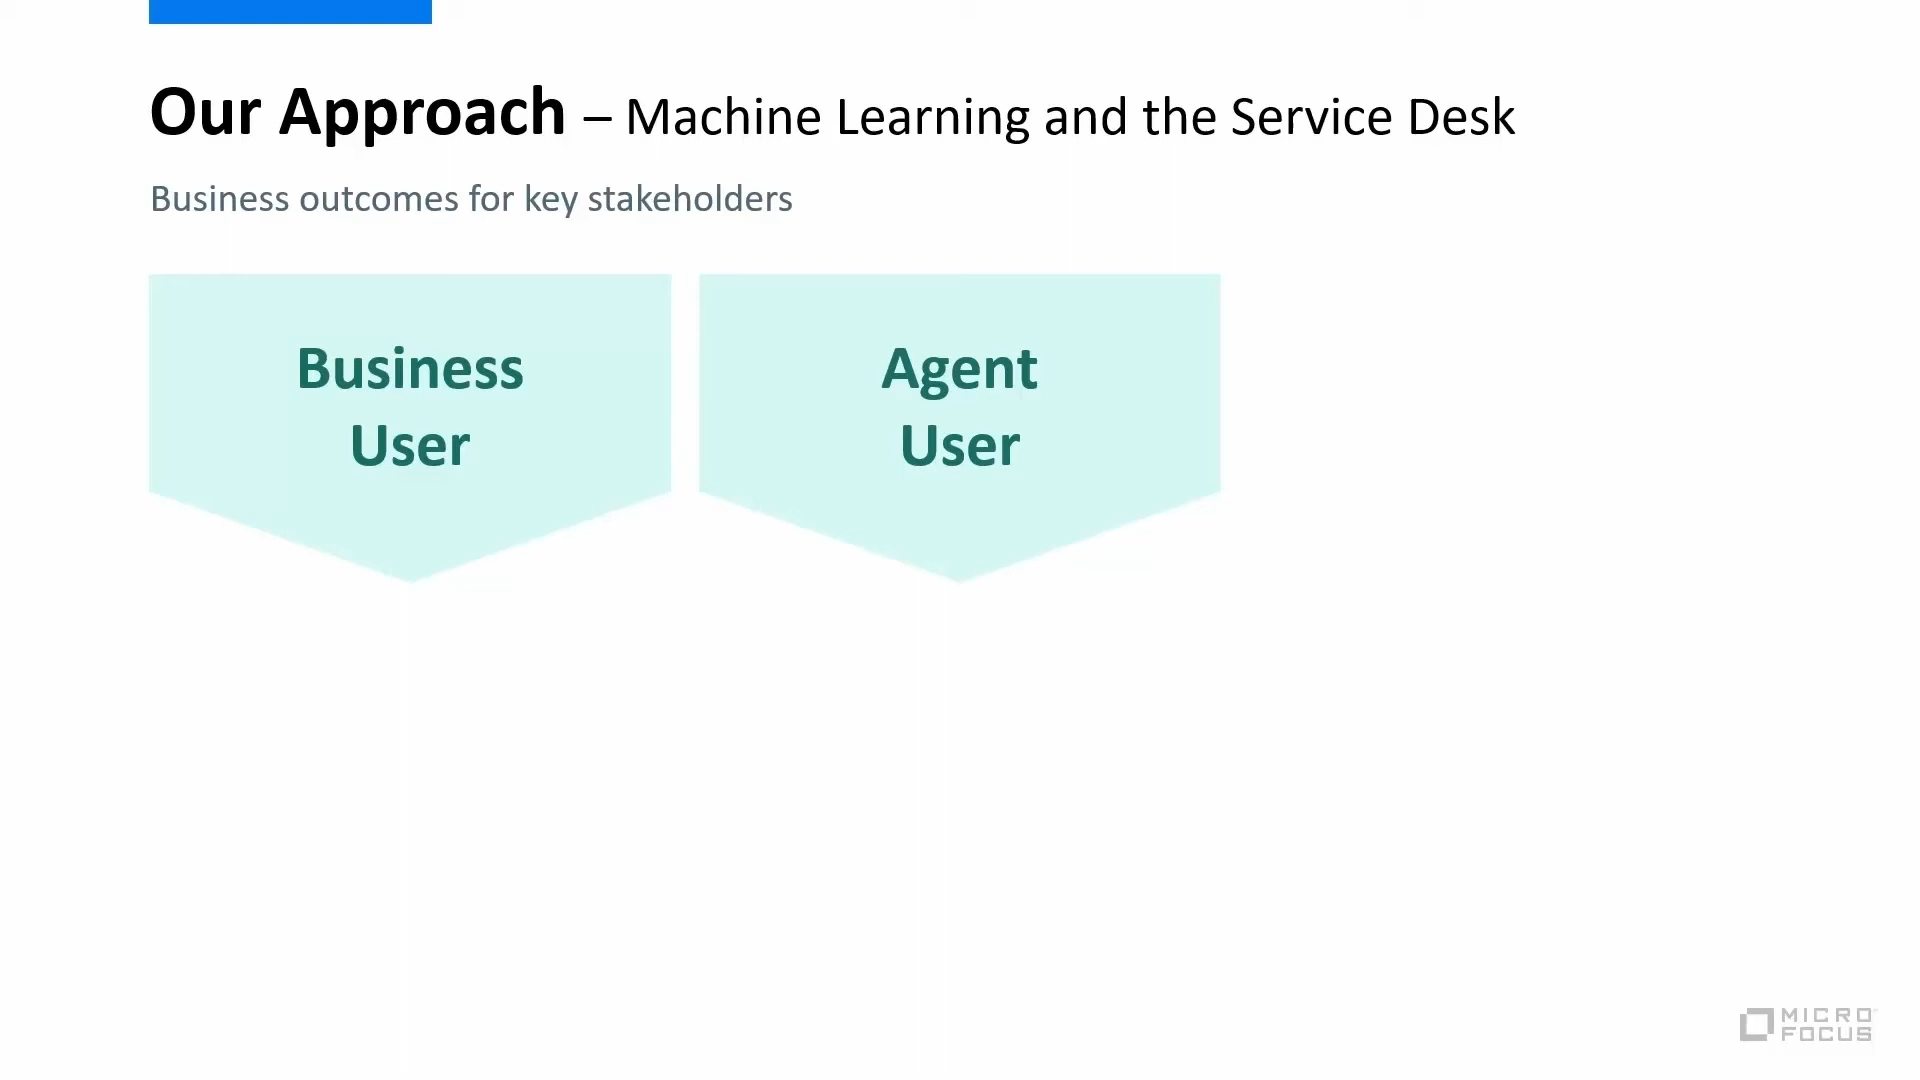 Our Approach – Machine Learning and the Service Desk
Business outcomes for key stakeholders
Business
User
Agent
User
MICRO
FOCUS